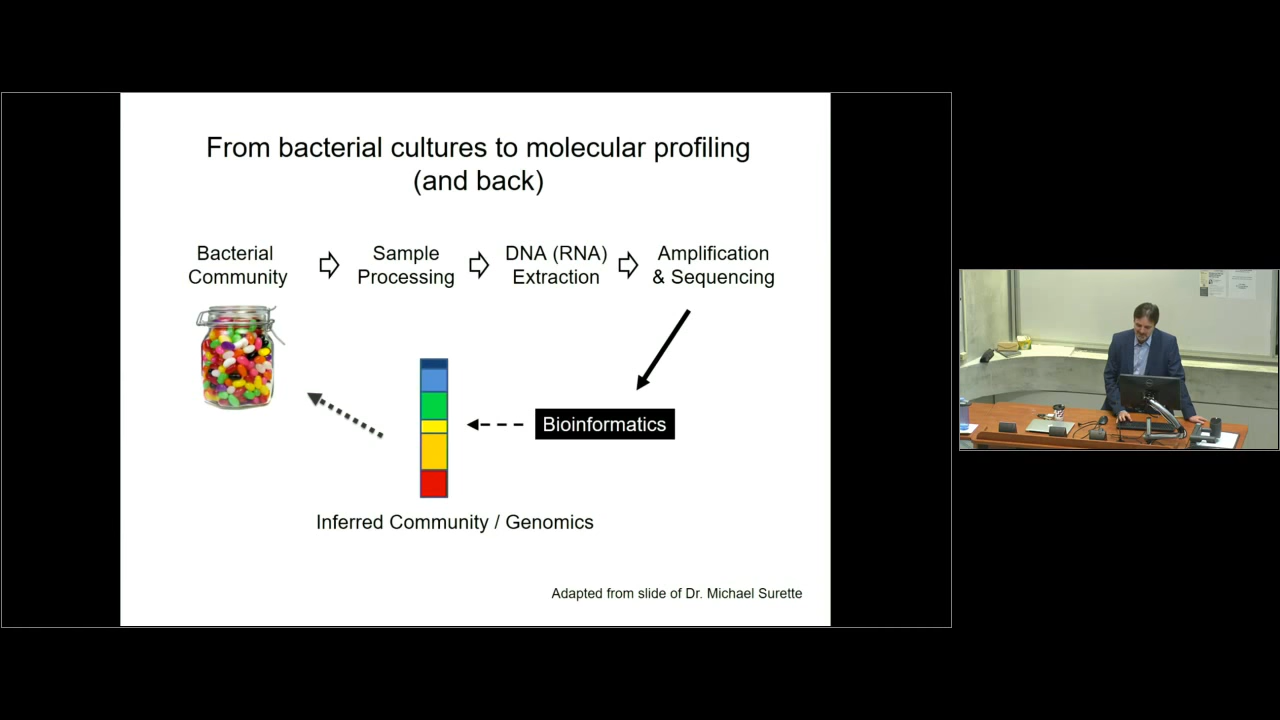 From bacterial cultures to molecular profiling
(and back)
Bacterial
Community
Sample
Processing
DNA (RNA)
Extraction
Amplification
& Sequencing
Bioinformatics
Inferred Community / Genomics
Adapted from slide of Dr. Michael Surette